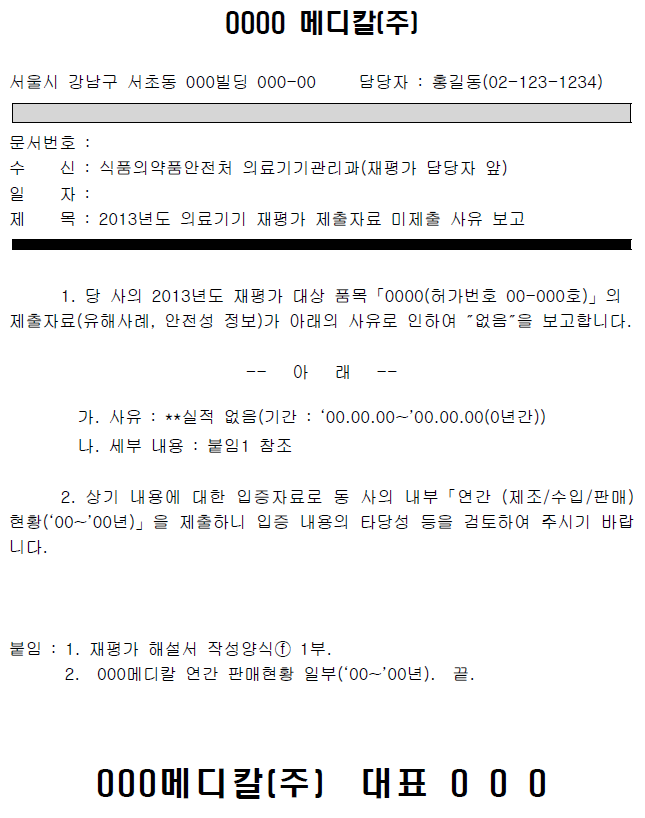 0000 메디칼(주)
서울시 강남구 서초동 000빌딩 000-00 담당자 : 홍길동(02-123-1234)
문서번호 :
수 신 : 식품의약품안전처 의료기기관리과(재평가 담당자 앞)
일 자 :
제 목 : 2013년도 의료기기 재평가 제출자료 미제출 사유 보고
1. 당 사의 2013년도 재평가 대상 품목「0000(허가번호 00-000호)」의
제출자료(유해사례, 안전성 정보)가 아래의 사유로 인하여 ″없음″을 보고합니다.
-- 아 래 --
가. 사유 : **실적 없음(기간 : ‘00.00.00~’00.00.00(0년간))
나. 세부 내용 : 붙임1 참조
2. 상기 내용에 대한 입증자료로 동 사의 내부「연간 (제조/수입/판매)
현황(‘00~’00년)」을 제출하니 입증 내용의 타당성 등을 검토하여 주시기 바랍
니다.
붙임 : 1. 재평가 해설서 작성양식ⓕ 1부.
2. 000메디칼 연간 판매현황 일부(‘00~’00년). 끝.
000메디칼(주) 대표 0 0 0